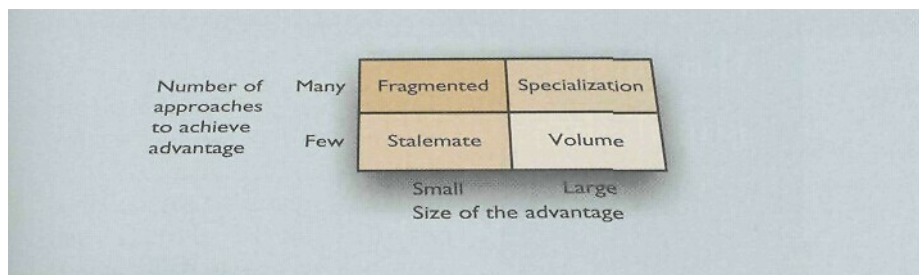 Number of
approaches
to achieve
advantage
Many
Fragmented
Specialization
Few
Stalemate
Volume
Small
Large
Size of the advantage